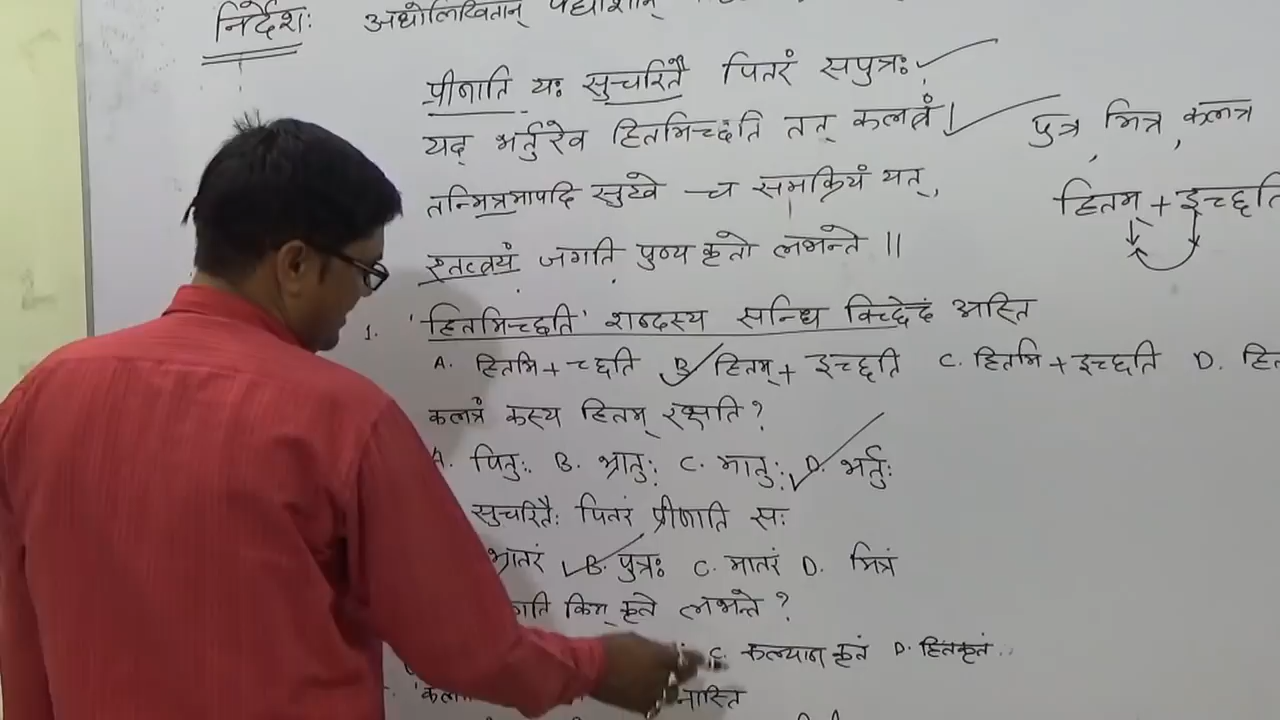 निर्देशः अधोलिखितान् पद्यांशान्
प्रीणाति यः सुचरितै पितरं सपुत्रः
यद् भर्तुरेव हितमिच्छति तत् कलत्रं।
तन्मित्रमापदि सुखे च समक्रियं यत्,
एतत्त्रयं जगति पुण्य कृतो लभन्ते ॥
पुत्र, मित्र, कलत्र
हितम् + इच्छति
1. 'हितमिच्छति' शब्दस्य सन्धि विच्छेदं अस्ति
A. हितमि + च्छति B. हितम् + इच्छति C. हितमि + इच्छति D. हित
कलत्रं कस्य हितम् रक्षति?
A. पितुः B. भ्रातुः C. मातुः D. भर्तुः
सुचरितैः पितरं प्रीणाति सः
भ्रातरं B. पुत्रः C. मातरं D. मित्रं
किम् कृते लभन्ते?
C. कल्यान कृतं D. हितकृतं..
नास्ति